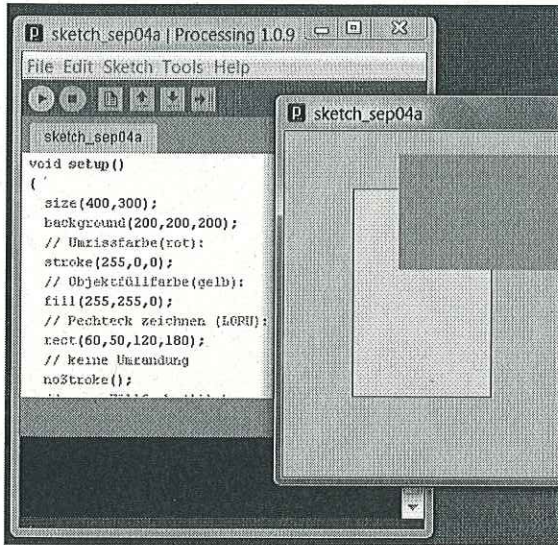 sketch_sep04a | Processing 1.0.9
File Edit Sketch Tools Help
sketch_sep04a
void setup()
{
size(400,300);
background(200,200,200);
// Umrissfarbe(rot):
stroke(255,0,0);
// Objektfüllfarbe(gelb):
fill(255,255,0);
// Rechteck zeichnen (LORU):
rect(60,50,120,180);
// keine Umrandung
noStroke();
sketch_sep04a